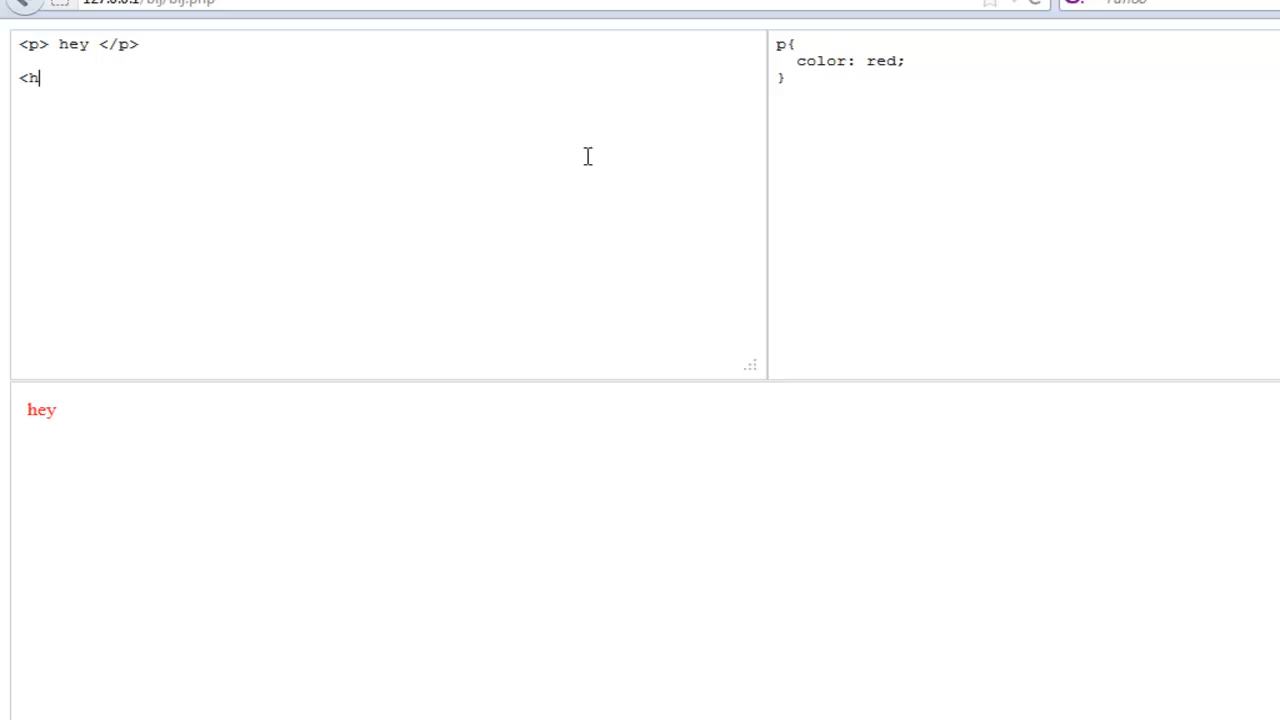 <p> hey </p>
<h
p{
color: red;
}
hey